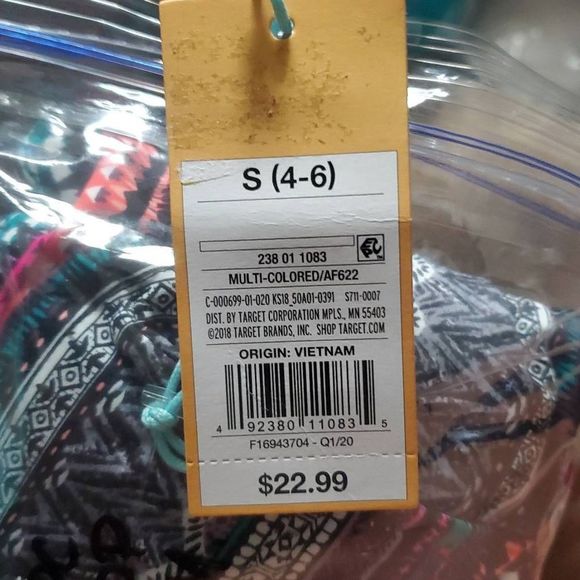 S (4-6)
238 01 1083
MULTI-COLORED/AF622
C-000699-01-020 KS18_50A01-0391 S711-0007
DIST. BY TARGET CORPORATION MPLS., MN 55403
©2018 TARGET BRANDS, INC. SHOP TARGET.COM
ORIGIN: VIETNAM
4 92380 11083 5
F16943704 - Q1/20
$22.99